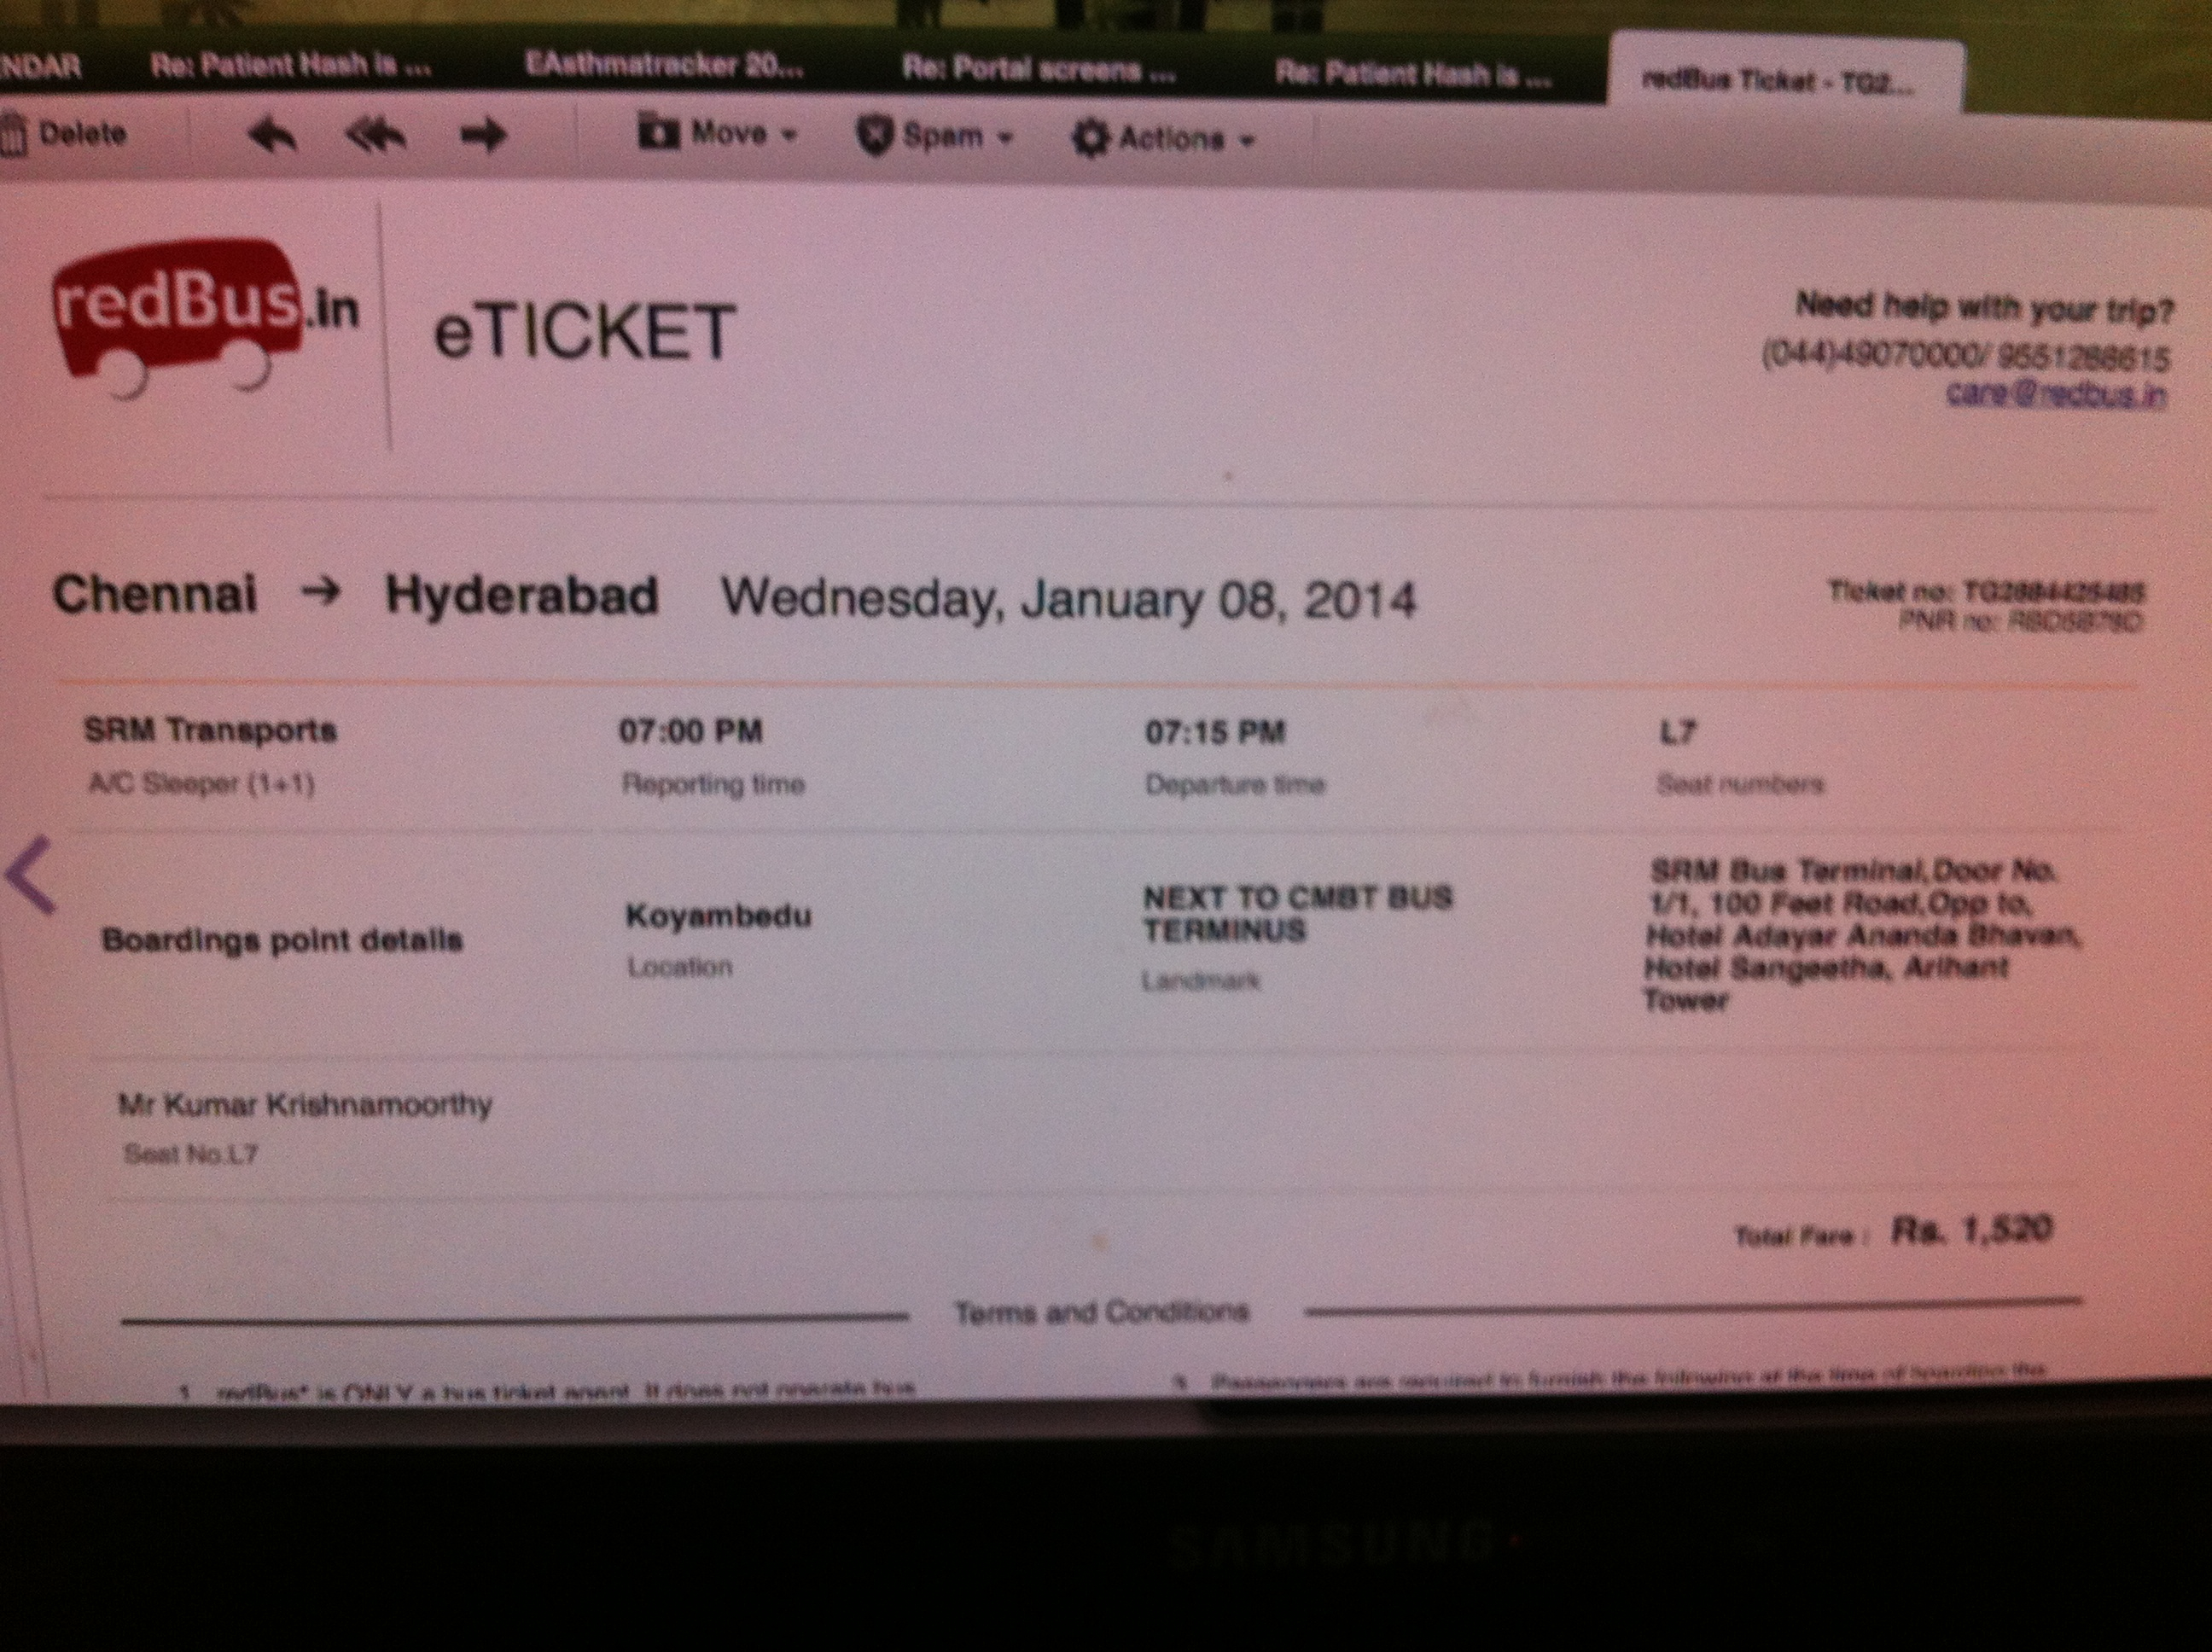 NDAR Re: Patient Hash is ... EAsthmatracker 20... Re: Portal screens ... Re: Patient Hash is ... redBus Ticket - TG2...
Delete Move Spam Actions
redBus.in eTICKET
Need help with your trip?
(044)49070000/ 9551288615
care@redbus.in
Chennai → Hyderabad Wednesday, January 08, 2014
Ticket no:
PNR no:
SRM Transports 07:00 PM 07:15 PM L7
A/C Sleeper (1+1) Reporting time Departure time Seat numbers
Boardings point details
Koyambedu
Location
NEXT TO CMBT BUS
TERMINUS
Landmark
SRM Bus Terminal,Door No.
1/1, 100 Feet Road,Opp to,
Hotel Adayar Ananda Bhavan,
Hotel Sangeetha, Arihant
Tower
Mr Kumar Krishnamoorthy
Seat No.L7
Total Fare : Rs. 1,520
Terms and Conditions
1 redBus* is ONLY a bus ticket agent. It does not operate bus
Passengers are required to furnish the following at the time of boarding the
SAMSUNG